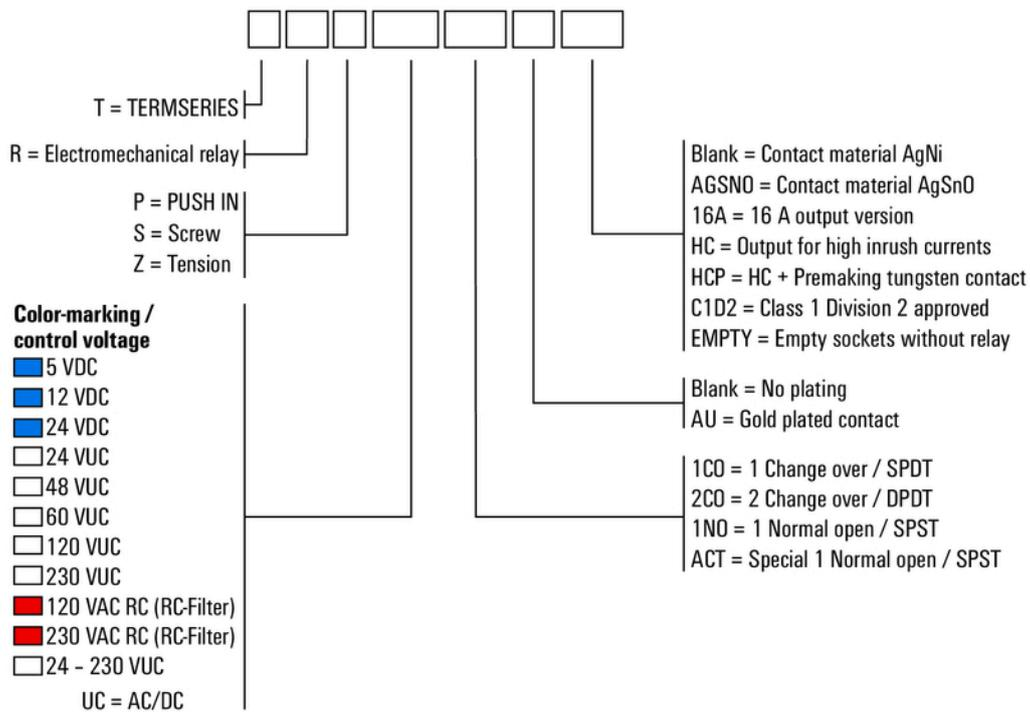 T = TERMSERIES
R = Electromechanical relay
P = PUSH IN
S = Screw
Z = Tension
Color-marking /
control voltage
5 VDC
12 VDC
24 VDC
24 VUC
48 VUC
60 VUC
120 VUC
230 VUC
120 VAC RC (RC-Filter)
230 VAC RC (RC-Filter)
24 – 230 VUC
UC = AC/DC
Blank = Contact material AgNi
AGSNO = Contact material AgSnO
16A = 16 A output version
HC = Output for high inrush currents
HCP = HC + Premaking tungsten contact
C1D2 = Class 1 Division 2 approved
EMPTY = Empty sockets without relay
Blank = No plating
AU = Gold plated contact
1CO = 1 Change over / SPDT
2CO = 2 Change over / DPDT
1NO = 1 Normal open / SPST
ACT = Special 1 Normal open / SPST